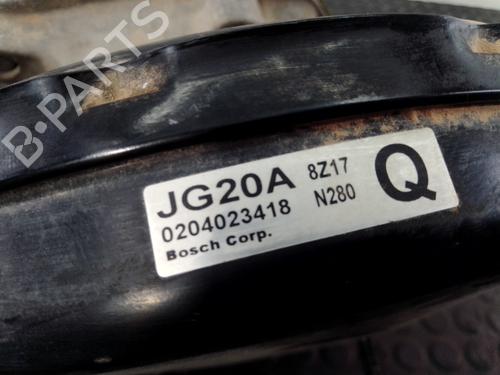 B-PARTS
JG20A 8Z17 Q
0204023418 N280
Bosch Corp.